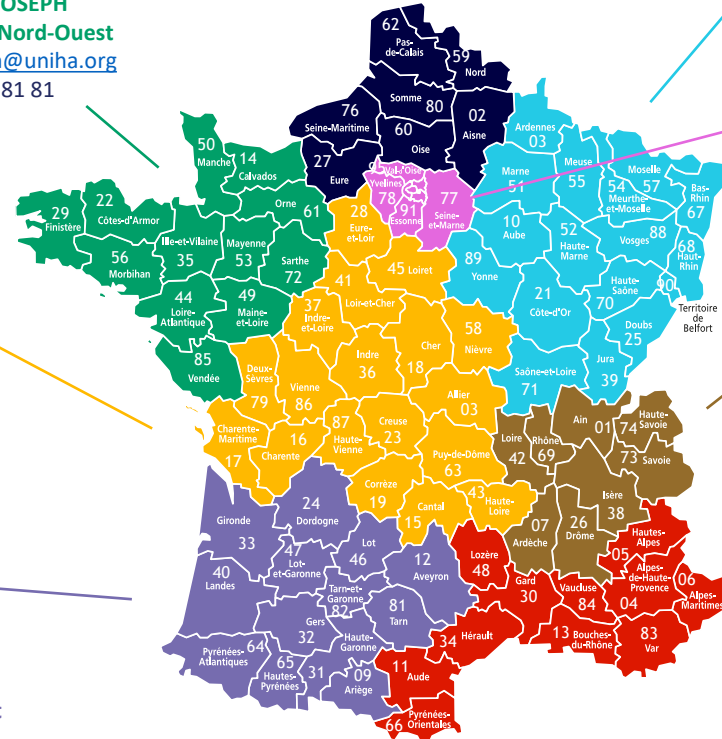 OSEPH
Nord-Ouest
@uniha.org
81 81
62
Pas-
de-Calais
59
Nord
Somme
80
76
Seine-Maritime
60
Oise
02
Aisne
27
Eure
Ardennes
03
50
Manche
14
Calvados
Orne
61
Val-d'Oise
Yvelines
78
91
Essonne
77
Seine-
et-Marne
Marne
51
Meuse
55
Moselle
57
54
Meurthe-
et-Moselle
Bas-
Rhin
67
29
Finistère
22
Côtes-d'Armor
56
Morbihan
Ille-et-Vilaine
35
Mayenne
53
Sarthe
72
28
Eure-
et-Loir
10
Aube
52
Haute-
Marne
Vosges
88
68
Haut-
Rhin
44
Loire-
Atlantique
49
Maine-
et-Loire
41
Loir-et-Cher
45 Loiret
89
Yonne
21
Côte-d'Or
Haute-
Saône
70
90
Territoire
de
Belfort
37
Indre-
et-Loire
Cher
18
58
Nièvre
Doubs
25
Jura
39
85
Vendée
Deux-
Sèvres
79
Vienne
86
Indre
36
Allier
03
Saône-et-Loire
71
Charente-
Maritime
17
16
Charente
87
Haute-
Vienne
Creuse
23
Puy-de-Dôme
63
Loire
42
Rhône
69
Ain
01
74
Haute-
Savoie
73
Savoie
Corrèze
19
Cantal
15
43
Haute-
Loire
07
Ardèche
26
Drôme
Isère
38
24
Dordogne
Gironde
33
47
Lot-
et-Garonne
Lot
46
12
Aveyron
Lozère
48
Hautes-
Alpes
05
40
Landes
Tarn-et
Garonne
82
81
Tarn
Gard
30
Vaucluse
84
Alpes-
de-Haute-
Provence
04
06
Alpes-
Maritimes
Gers
32
Haute-
Garonne
31
34
Hérault
13 Bouches-
du-Rhône
83
Var
Pyrénées-
Atlantiques
64
65
Hautes-
Pyrénées
09
Ariège
11
Aude
66
Pyrénées-
Orientales